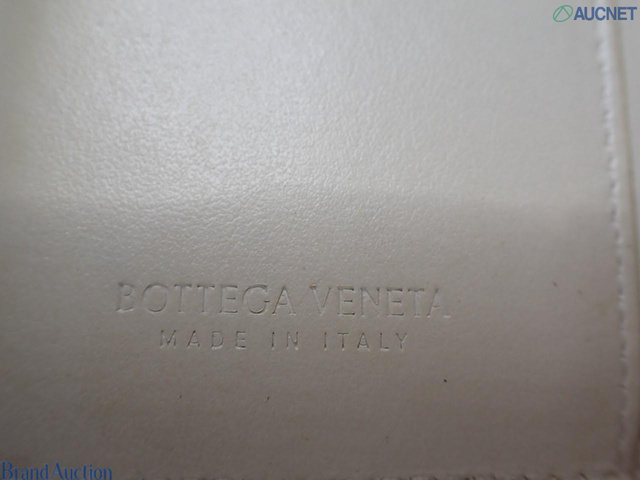 AUCNET
BOTTEGA VENETA
MADE IN ITALY
Brand Auction